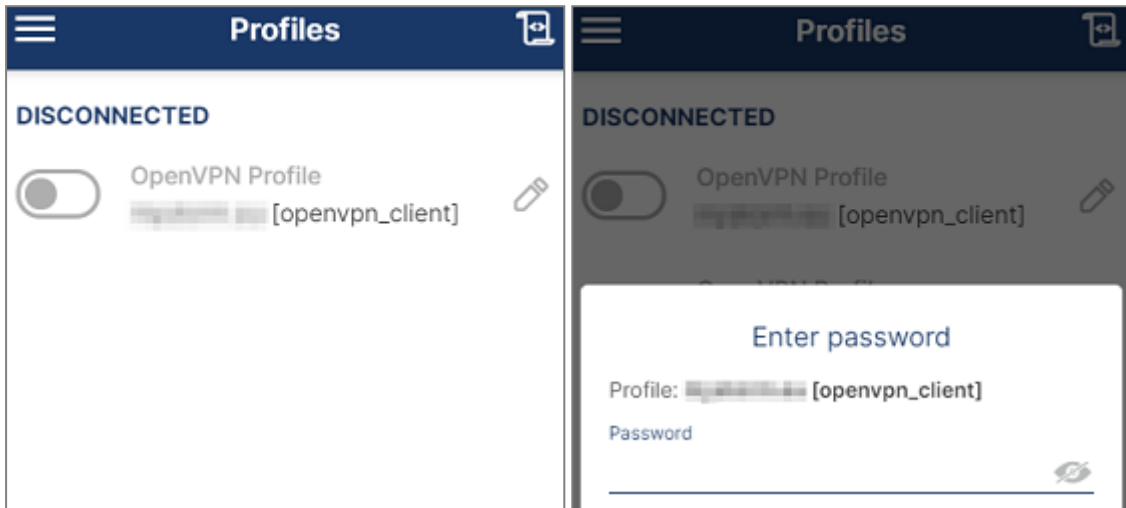 Profiles
DISCONNECTED
OpenVPN Profile
[openvpn_client]
Profiles
DISCONNECTED
OpenVPN Profile
[openvpn_client]
Enter password
Profile: [openvpn_client]
Password